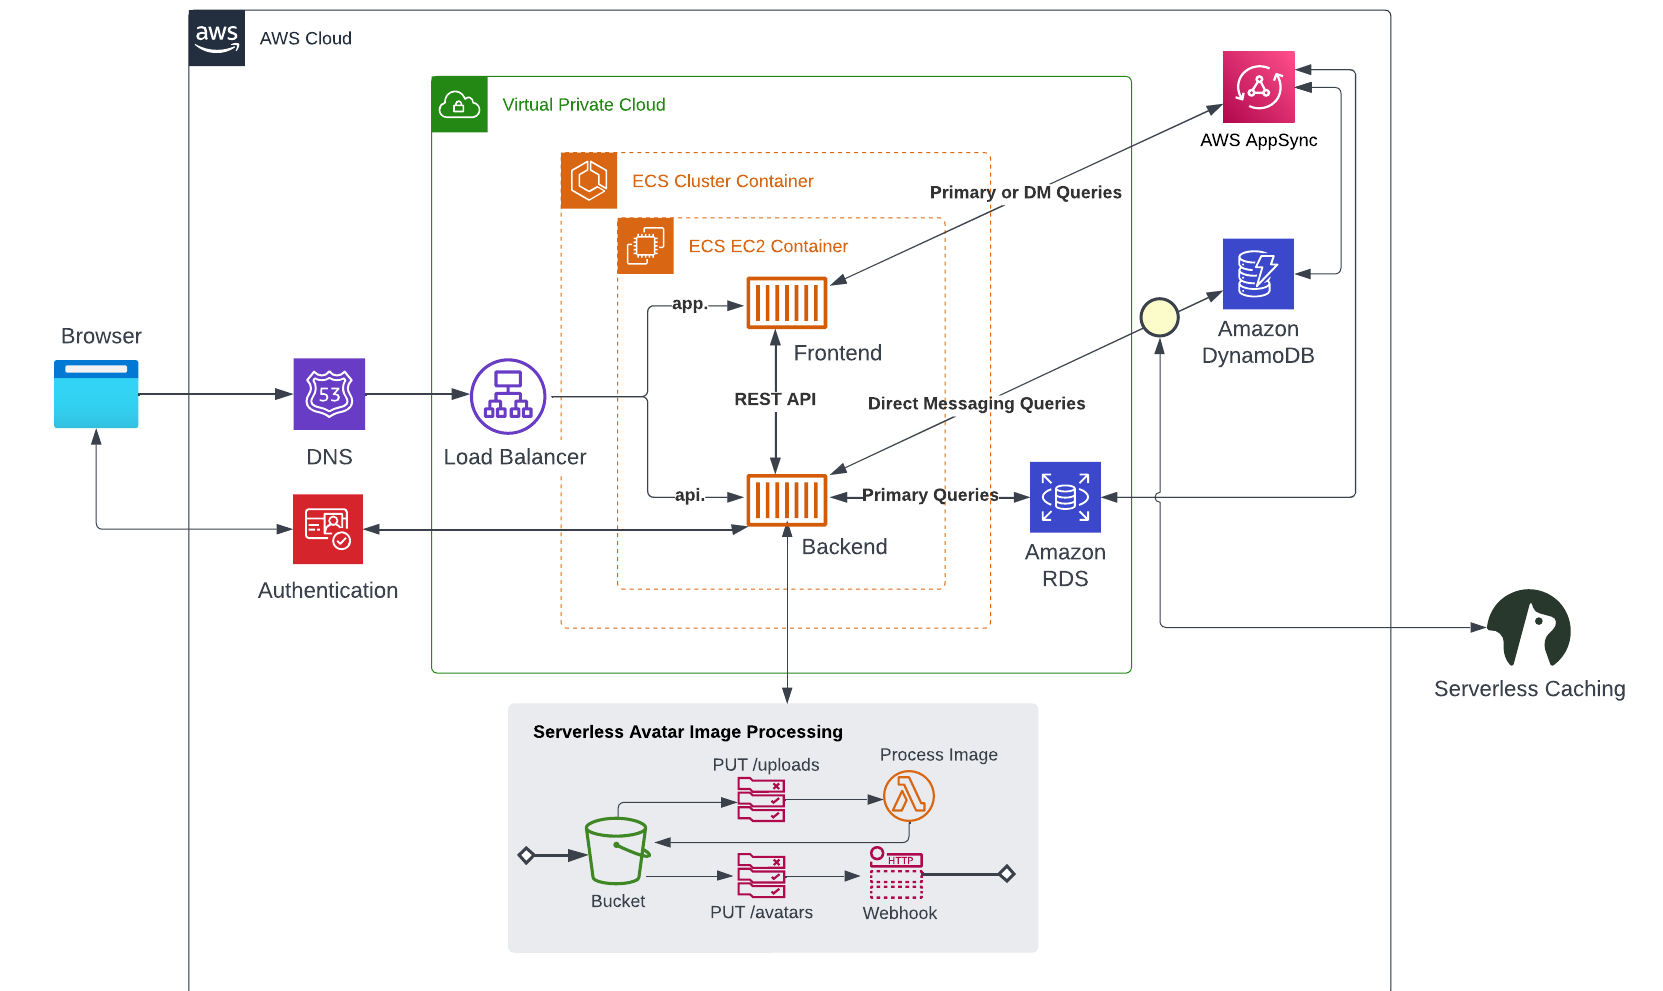 aws
AWS Cloud
Virtual Private Cloud
AWS AppSync
ECS Cluster Container
Primary or DM Queries
ECS EC2 Container
app.
Browser
Frontend
Amazon
DynamoDB
53
REST API
Direct Messaging Queries
DNS
Load Balancer
api.
Primary Queries
Backend
Amazon
RDS
Authentication
Serverless Caching
Serverless Avatar Image Processing
PUT /uploads
Process Image
HTTP
Bucket
PUT /avatars
Webhook